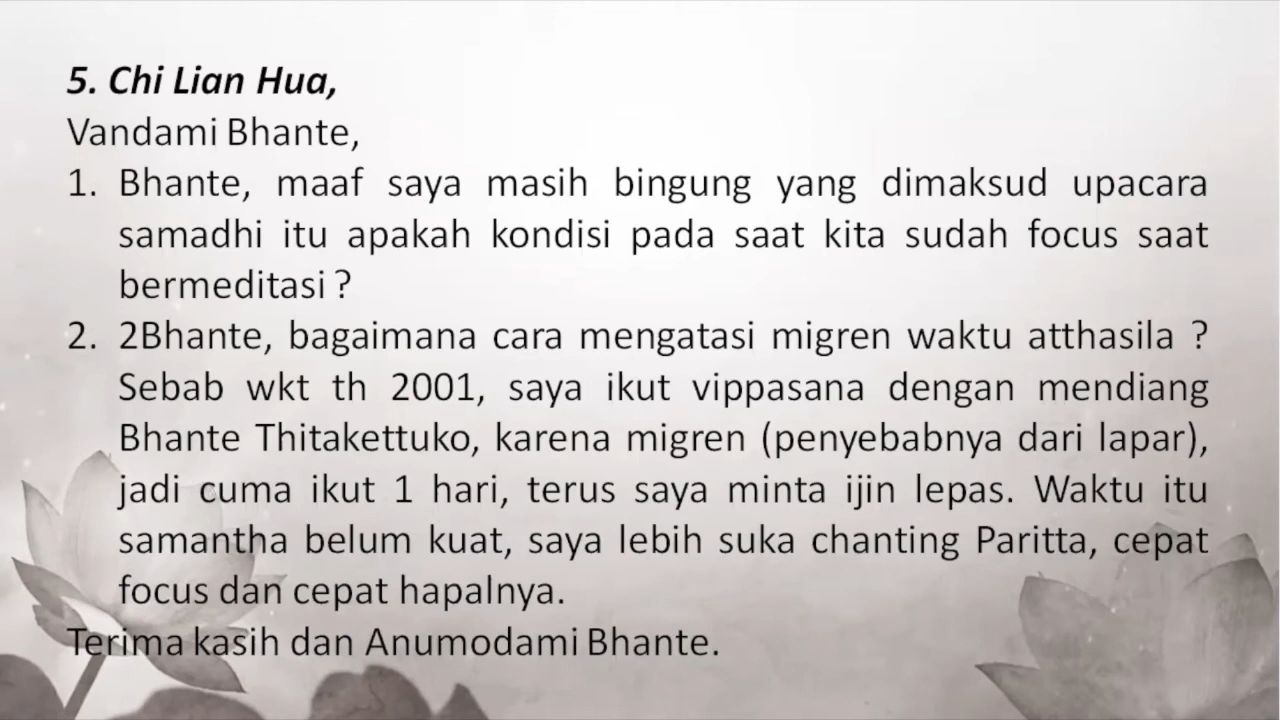 5. Chi Lian Hua,
Vandami Bhante,
1. Bhante, maaf saya masih bingung yang dimaksud upacara
samadhi itu apakah kondisi pada saat kita sudah focus saat
bermeditasi ?
2. 2Bhante, bagaimana cara mengatasi migren waktu atthasila ?
Sebab wkt th 2001, saya ikut vippasana dengan mendiang
Bhante Thitakettuko, karena migren (penyebabnya dari lapar),
jadi cuma ikut 1 hari, terus saya minta ijin lepas. Waktu itu
samantha belum kuat, saya lebih suka chanting Paritta, cepat
focus dan cepat hapalnya.
Terima kasih dan Anumodami Bhante.